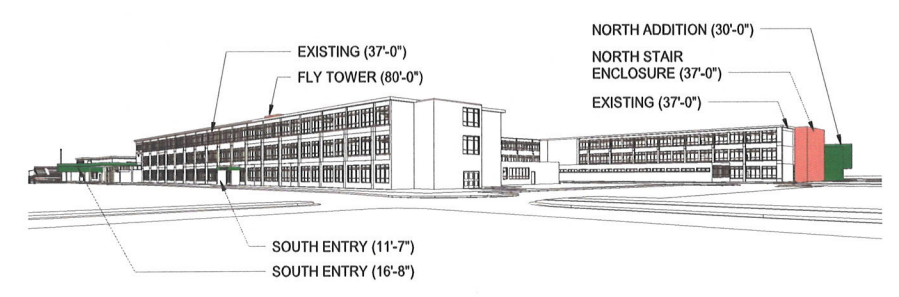 NORTH ADDITION (30'-0")
EXISTING (37'-0")
NORTH STAIR
ENCLOSURE (37'-0")
FLY TOWER (80'-0")
EXISTING (37'-0")
SOUTH ENTRY (11'-7")
SOUTH ENTRY (16'-8")